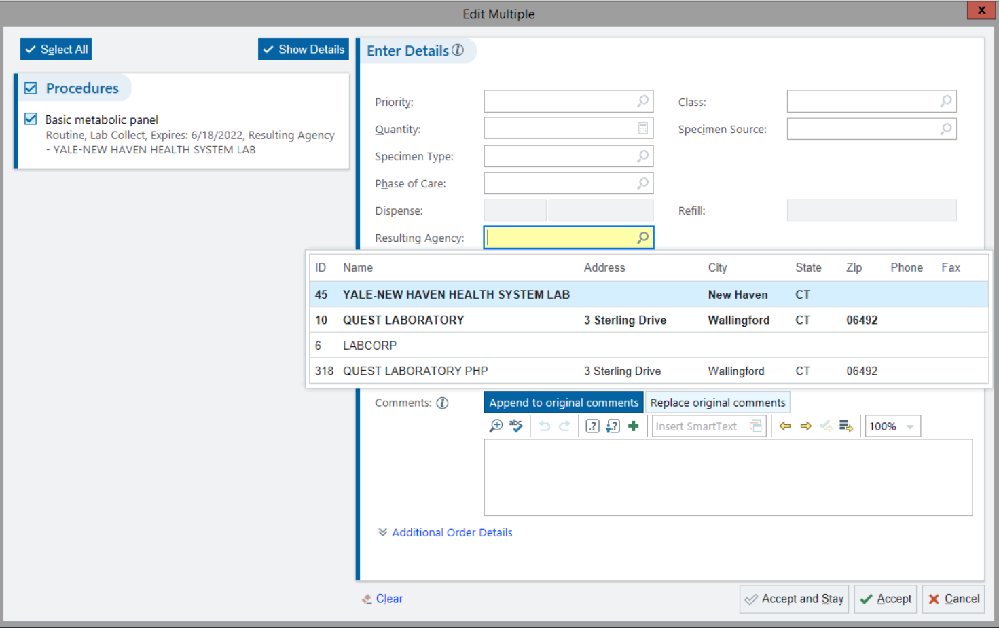 Edit Multiple
x
Select All
Show Details
Procedures
Basic metabolic panel
Routine, Lab Collect, Expires: 6/18/2022, Resulting Agency
- YALE-NEW HAVEN HEALTH SYSTEM LAB
Enter Details
Priority:
Class:
Quantity:
Specimen Source:
Specimen Type:
Phase of Care:
Dispense:
Refill:
Resulting Agency:
ID Name Address City State Zip Phone Fax
45 YALE-NEW HAVEN HEALTH SYSTEM LAB New Haven CT
10 QUEST LABORATORY 3 Sterling Drive Wallingford CT 06492
6 LABCORP
318 QUEST LABORATORY PHP 3 Sterling Drive Wallingford CT 06492
Comments:
Append to original comments
Replace original comments
abc
Insert SmartText
100%
Additional Order Details
Clear
Accept and Stay
Accept
Cancel